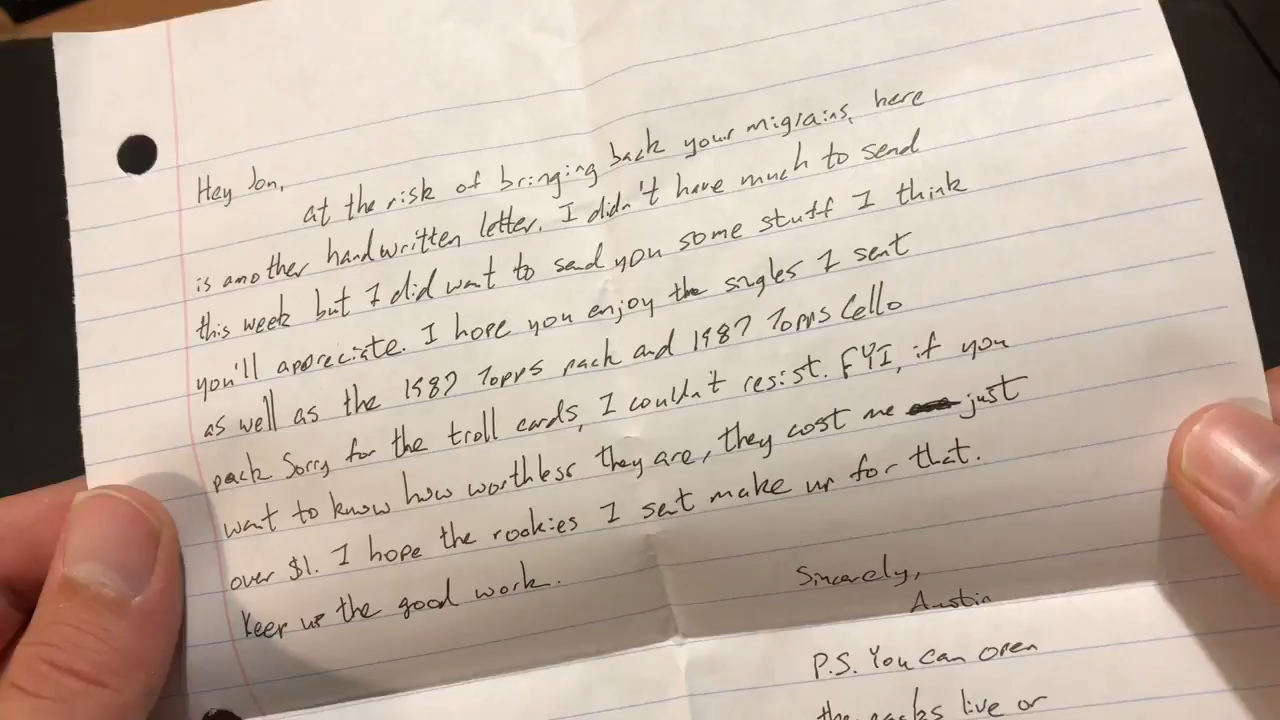 Hey Jon,
at the risk of bringing back your migrains, here
is another handwritten letter. I didn't have much to send
this week but I did want to send you some stuff I think
you'll appreciate. I hope you enjoy the singles I sent
as well as the 1987 Topps pack and 1987 Topps Cello
pack Sorry for the troll cards, I couldn't resist. FYI, if you
want to know how worthless they are, they cost me just
over $1. I hope the rookies I sent make up for that.
Keep up the good work.
Sincerely,
Austin
P.S. You can open
the packs live or